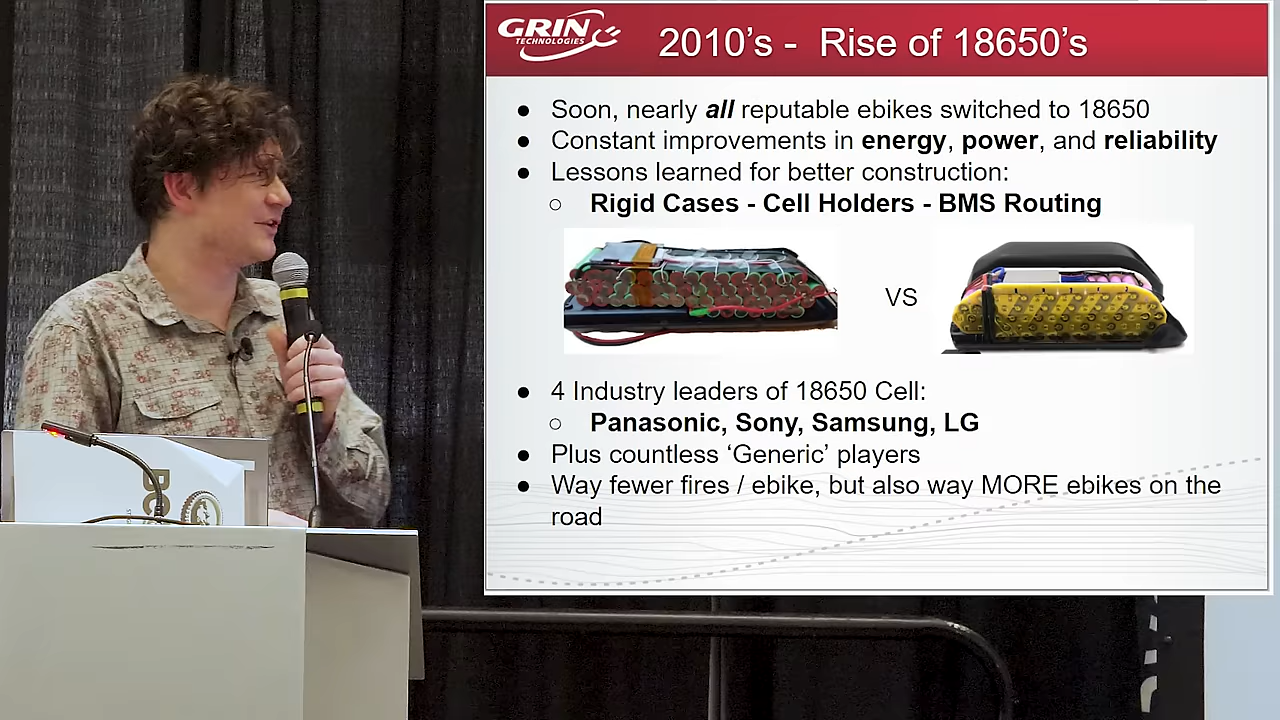 GRIN
TECHNOLOGIES
2010’s - Rise of 18650’s
● Soon, nearly all reputable ebikes switched to 18650
● Constant improvements in energy, power, and reliability
● Lessons learned for better construction:
○ Rigid Cases - Cell Holders - BMS Routing
VS
● 4 Industry leaders of 18650 Cell:
○ Panasonic, Sony, Samsung, LG
● Plus countless ‘Generic’ players
● Way fewer fires / ebike, but also way MORE ebikes on the
road